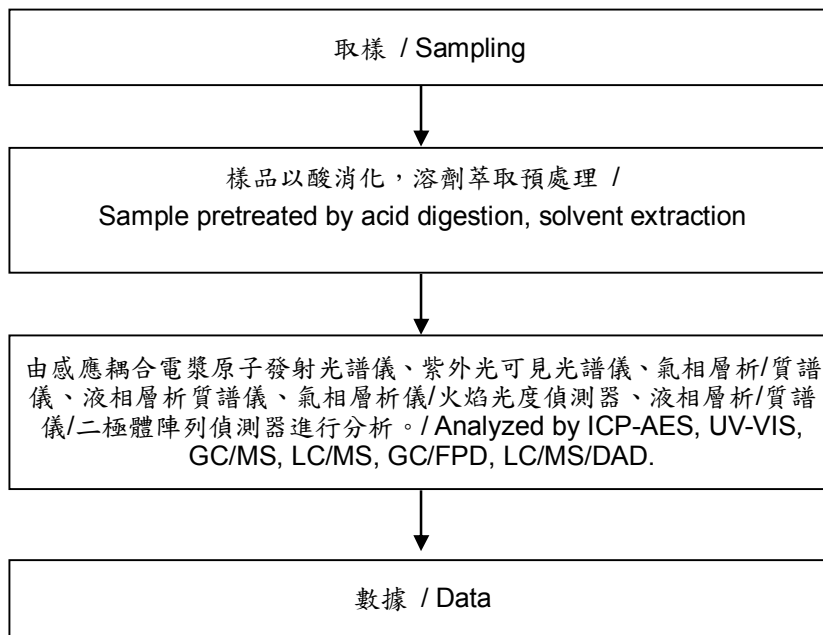 取樣 / Sampling
樣品以酸消化，溶劑萃取預處理 /
Sample pretreated by acid digestion, solvent extraction
由感應耦合電漿原子發射光譜儀、紫外光可見光譜儀、氣相層析/質譜
儀、液相層析質譜儀、氣相層析儀/火焰光度偵測器、液相層析/質譜
儀/二極體陣列偵測器進行分析。/ Analyzed by ICP-AES, UV-VIS,
GC/MS, LC/MS, GC/FPD, LC/MS/DAD.
數據 / Data